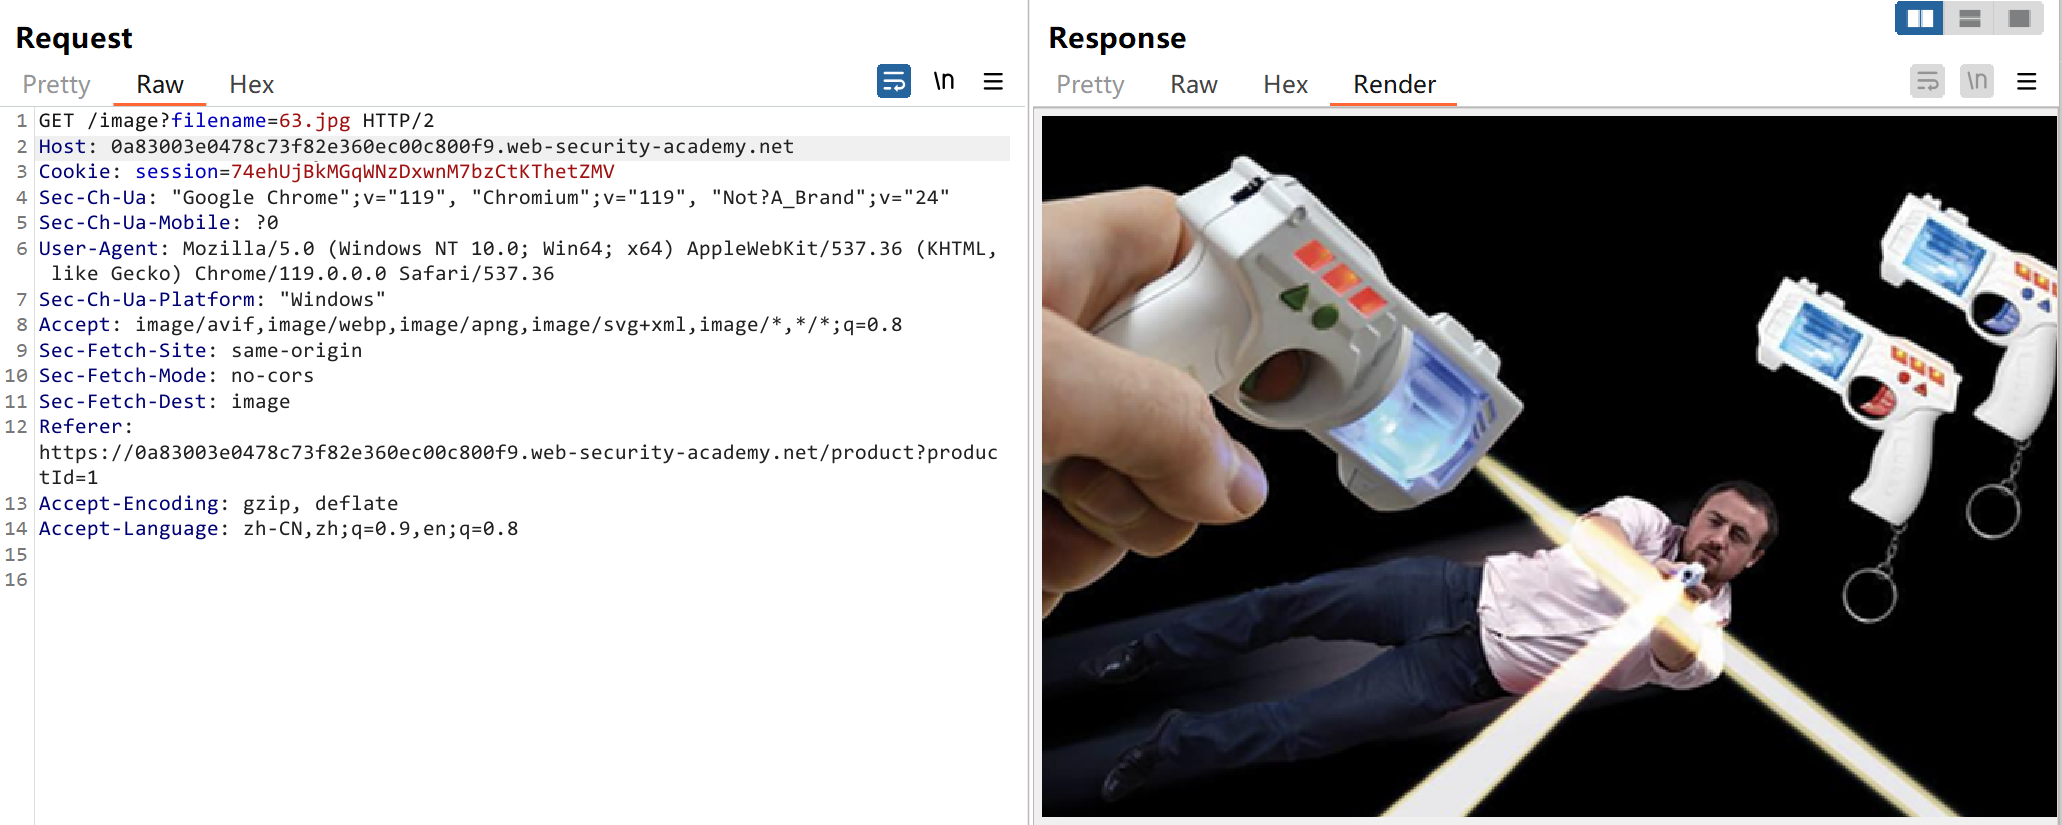 Request
Pretty Raw Hex
\n
1 GET /image?filename=63.jpg HTTP/2
2 Host: 0a83003e0478c73f82e360ec00c800f9.web-security-academy.net
3 Cookie: session=74ehUjBkMGqWNzDxwnM7bzCtKThetZMV
4 Sec-Ch-Ua: "Google Chrome";v="119", "Chromium";v="119", "Not?A_Brand";v="24"
5 Sec-Ch-Ua-Mobile: ?0
6 User-Agent: Mozilla/5.0 (Windows NT 10.0; Win64; x64) AppleWebKit/537.36 (KHTML,
like Gecko) Chrome/119.0.0.0 Safari/537.36
7 Sec-Ch-Ua-Platform: "Windows"
8 Accept: image/avif,image/webp,image/apng,image/svg+xml,image/*,*/*;q=0.8
9 Sec-Fetch-Site: same-origin
10 Sec-Fetch-Mode: no-cors
11 Sec-Fetch-Dest: image
12 Referer:
https://0a83003e0478c73f82e360ec00c800f9.web-security-academy.net/product?produc
tId=1
13 Accept-Encoding: gzip, deflate
14 Accept-Language: zh-CN,zh;q=0.9,en;q=0.8
15
16
Response
Pretty Raw Hex Render
\n